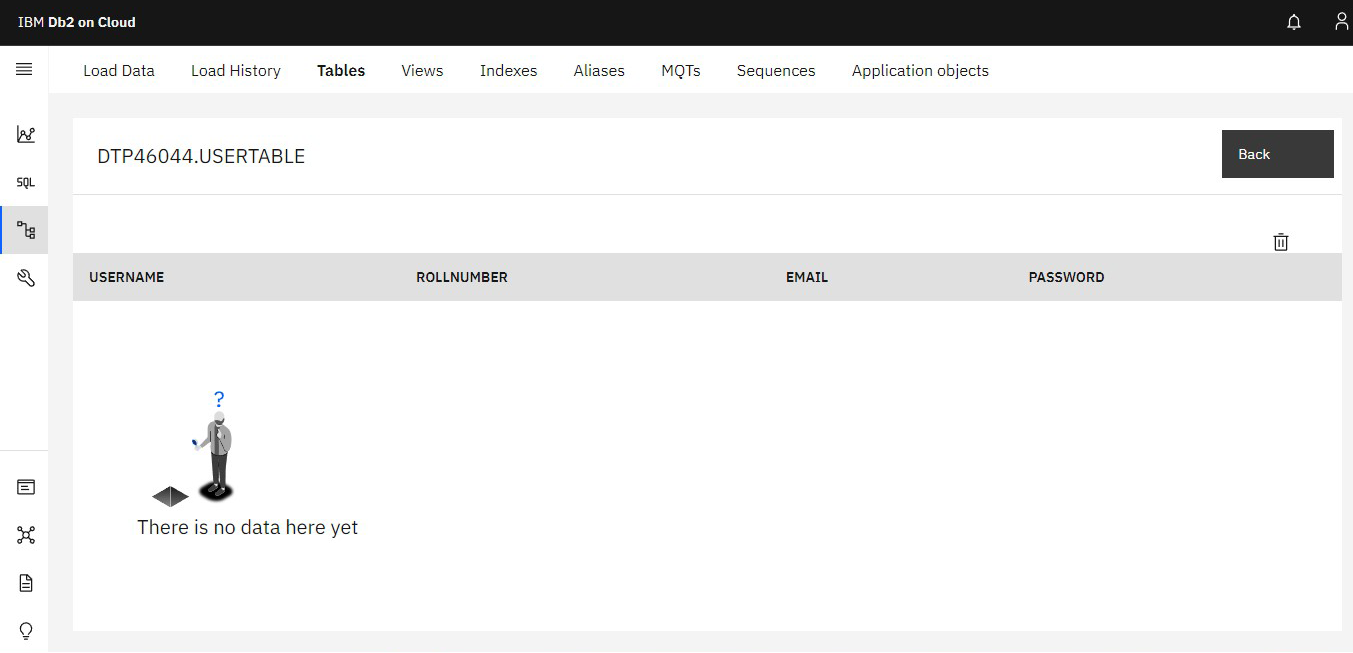 IBM Db2 on Cloud
Load Data Load History Tables Views Indexes Aliases MQTs Sequences Application objects
DTP46044.USERTABLE
Back
SQL
USERNAME ROLLNUMBER EMAIL PASSWORD
?
There is no data here yet